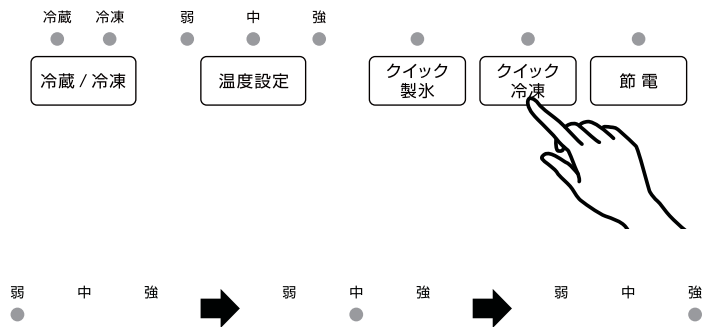 冷蔵 冷凍 弱 中 強
冷蔵 / 冷凍 温度設定 クイック製氷 クイック冷凍 節電
弱 中 強 弱 中 強 弱 中 強